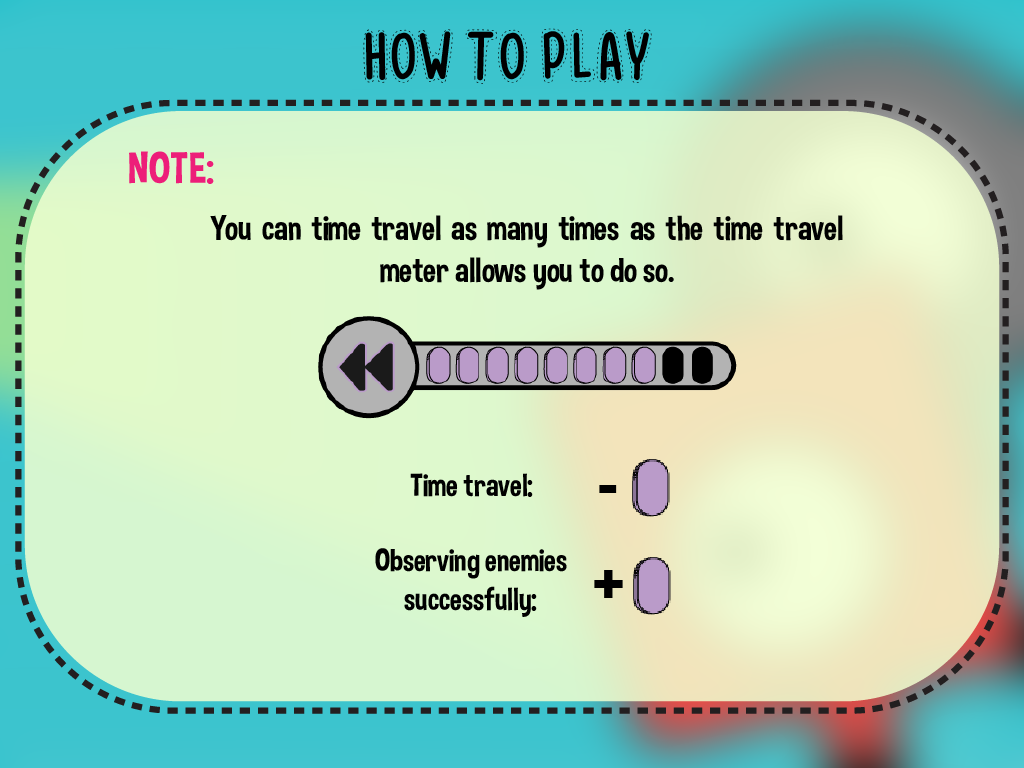 HOW TO PLAY
NOTE:
You can time travel as many times as the time travel
meter allows you to do so.
Time travel: -
Observing enemies
successfully: +